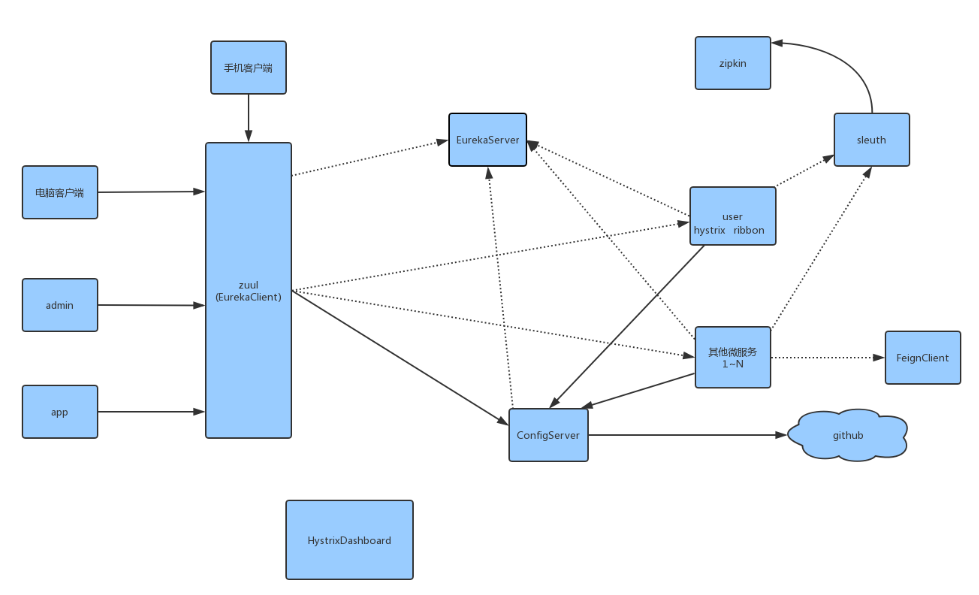 手机客户端
zipkin
EurekaServer
sleuth
电脑客户端
user
hystrix ribbon
zuul
(EurekaClient)
admin
其他微服务
1~N
FeignClient
app
ConfigServer
github
HystrixDashboard